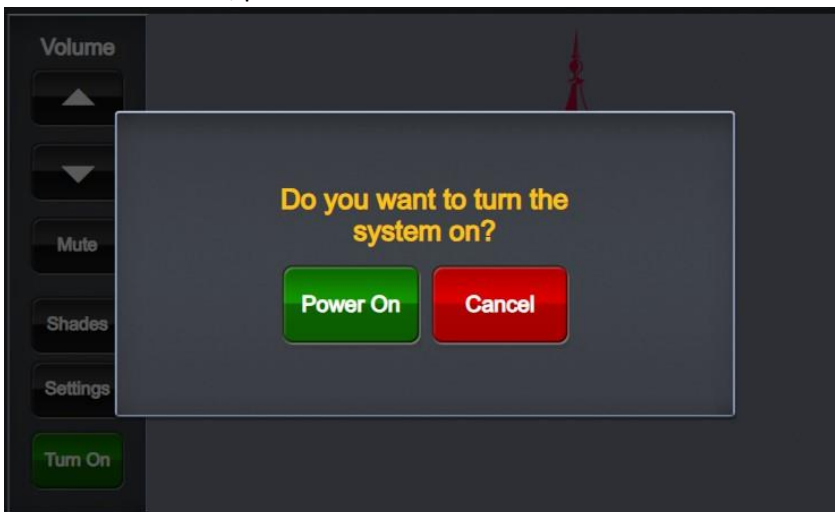 Volume
Mute
Shades
Settings
Turn On
Do you want to turn the
system on?
Power On
Cancel